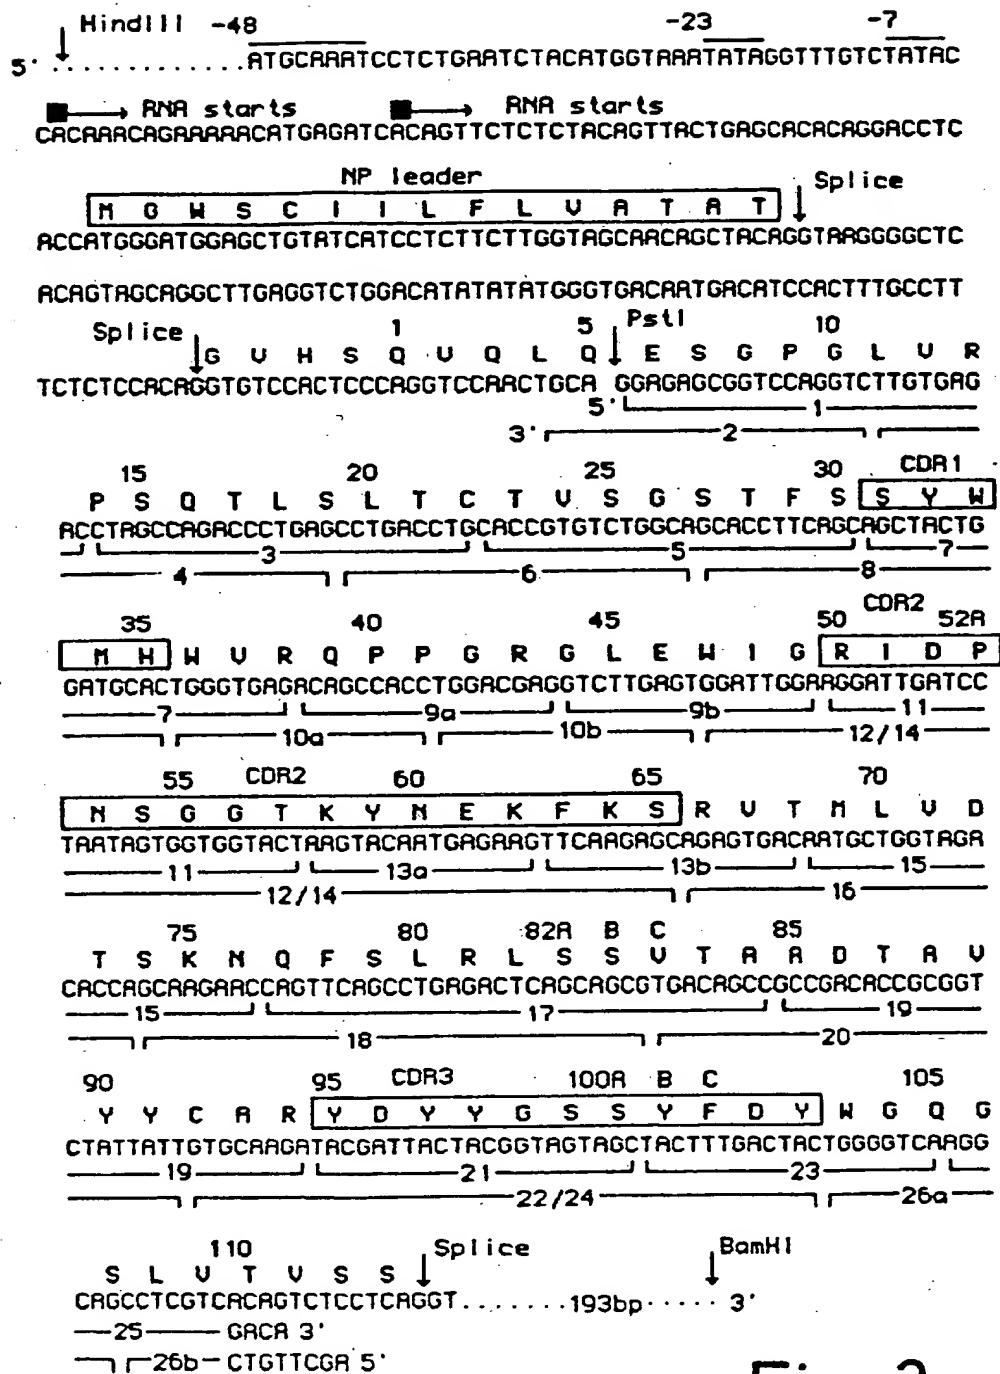 HindIII -48 -23 -7
5' ............. ATGCAAATCCTCTGAATCTACATGGTAAATATAGGTTTGTCTATAC
RNA starts RNA starts
CACAAACAGAAAAACATGAGATCACAGTTCTCTCTACAGTTACTGAGCACACAGGACCTC
NP leader Splice
M G W S C I I L F L V A T A T
ACCATGGGATGGAGCTGTATCATCCTCTTCTTGGTAGCAACAGCTACAGGTAAGGGGCTC
ACAGTAGCAGGCTTGAGGTCTGGACATATATATGGGTGACAATGACATCCACTTTGCCTT
Splice 1 5 PstI 10
G V H S Q V Q L Q E S G P G L V R
TCTCTCCACAGGTGTCCACTCCCAGGTCCAACTGCA GGAGAGCGGTCCAGGTCTTGTGAG
5' 1
3' 2
15 20 25 30 CDR1
P S Q T L S L T C T V S G S T F S S Y W
ACCTAGCCAGACCCTGAGCCTGACCTGCACCGTGTCTGGCAGCACCTTCAGCAGCTACTG
3 5 7
4 6 8
35 40 45 50 CDR2 52A
M H W V R Q P P G R G L E W I G R I D P
GATGCACTGGGTGAGACAGCCACCTGGACGAGGTCTTGAGTGGATTGGAAGGATTGATCC
7 9a 9b 11
10a 10b 12/14
55 CDR2 60 65 70
N S G G T K Y N E K F K S R V T M L V D
TAATAGTGGTGGTACTAAGTACAATGAGAAGTTCAAGAGCAGAGTGACAATGCTGGTAGA
11 13a 13b 15
12/14 16
75 80 82A B C 85
T S K N Q F S L R L S S V T A A D T A V
CACCAGCAAGAACCAGTTCAGCCTGAGACTCAGCAGCGTGACAGCCGCCGACACCGCGGT
15 17 19
18 20
90 95 CDR3 100A B C 105
Y Y C A R Y D Y Y G S S Y F D Y W G Q G
CTATTATTGTGCAAGATACGATTACTACGGTAGTAGCTACTTTGACTACTGGGGTCAAGG
19 21 23
22/24 26a
110 Splice BamHI
S L V T V S S
CAGCCTCGTCACAGTCTCCTCAGGT.......193bp..... 3'
25 GACA 3'
26b CTGTTCGA 5'